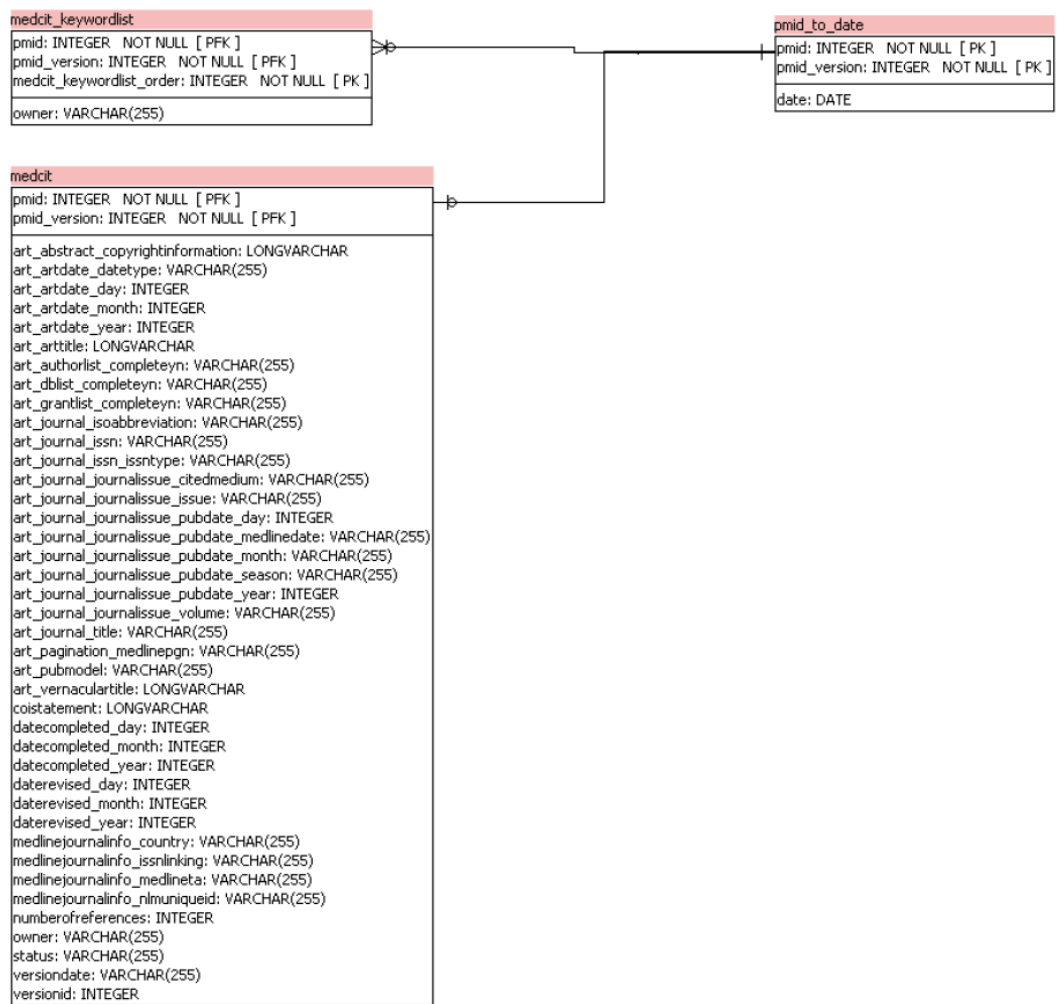 medcit_keywordlist
pmid: INTEGER NOT NULL [ PFK ]
pmid_version: INTEGER NOT NULL [ PFK ]
medcit_keywordlist_order: INTEGER NOT NULL [ PK ]
owner: VARCHAR(255)
pmid_to_date
pmid: INTEGER NOT NULL [ PK ]
pmid_version: INTEGER NOT NULL [ PK ]
date: DATE
medcit
pmid: INTEGER NOT NULL [ PFK ]
pmid_version: INTEGER NOT NULL [ PFK ]
art_abstract_copyrightinformation: LONGVARCHAR
art_artdate_datetype: VARCHAR(255)
art_artdate_day: INTEGER
art_artdate_month: INTEGER
art_artdate_year: INTEGER
art_arttitle: LONGVARCHAR
art_authorlist_completeyn: VARCHAR(255)
art_dblist_completeyn: VARCHAR(255)
art_grantlist_completeyn: VARCHAR(255)
art_journal_isoabbreviation: VARCHAR(255)
art_journal_issn: VARCHAR(255)
art_journal_issn_issntype: VARCHAR(255)
art_journal_journalissue_citedmedium: VARCHAR(255)
art_journal_journalissue_issue: VARCHAR(255)
art_journal_journalissue_pubdate_day: INTEGER
art_journal_journalissue_pubdate_medlinedate: VARCHAR(255)
art_journal_journalissue_pubdate_month: VARCHAR(255)
art_journal_journalissue_pubdate_season: VARCHAR(255)
art_journal_journalissue_pubdate_year: INTEGER
art_journal_journalissue_volume: VARCHAR(255)
art_journal_title: VARCHAR(255)
art_pagination_medlinepgn: VARCHAR(255)
art_pubmodel: VARCHAR(255)
art_vernaculartitle: LONGVARCHAR
coistatement: LONGVARCHAR
datecompleted_day: INTEGER
datecompleted_month: INTEGER
datecompleted_year: INTEGER
daterevised_day: INTEGER
daterevised_month: INTEGER
daterevised_year: INTEGER
medlinejournalinfo_country: VARCHAR(255)
medlinejournalinfo_issnlinking: VARCHAR(255)
medlinejournalinfo_medlineta: VARCHAR(255)
medlinejournalinfo_nlmuniqueid: VARCHAR(255)
numberofreferences: INTEGER
owner: VARCHAR(255)
status: VARCHAR(255)
versiondate: VARCHAR(255)
versionid: INTEGER